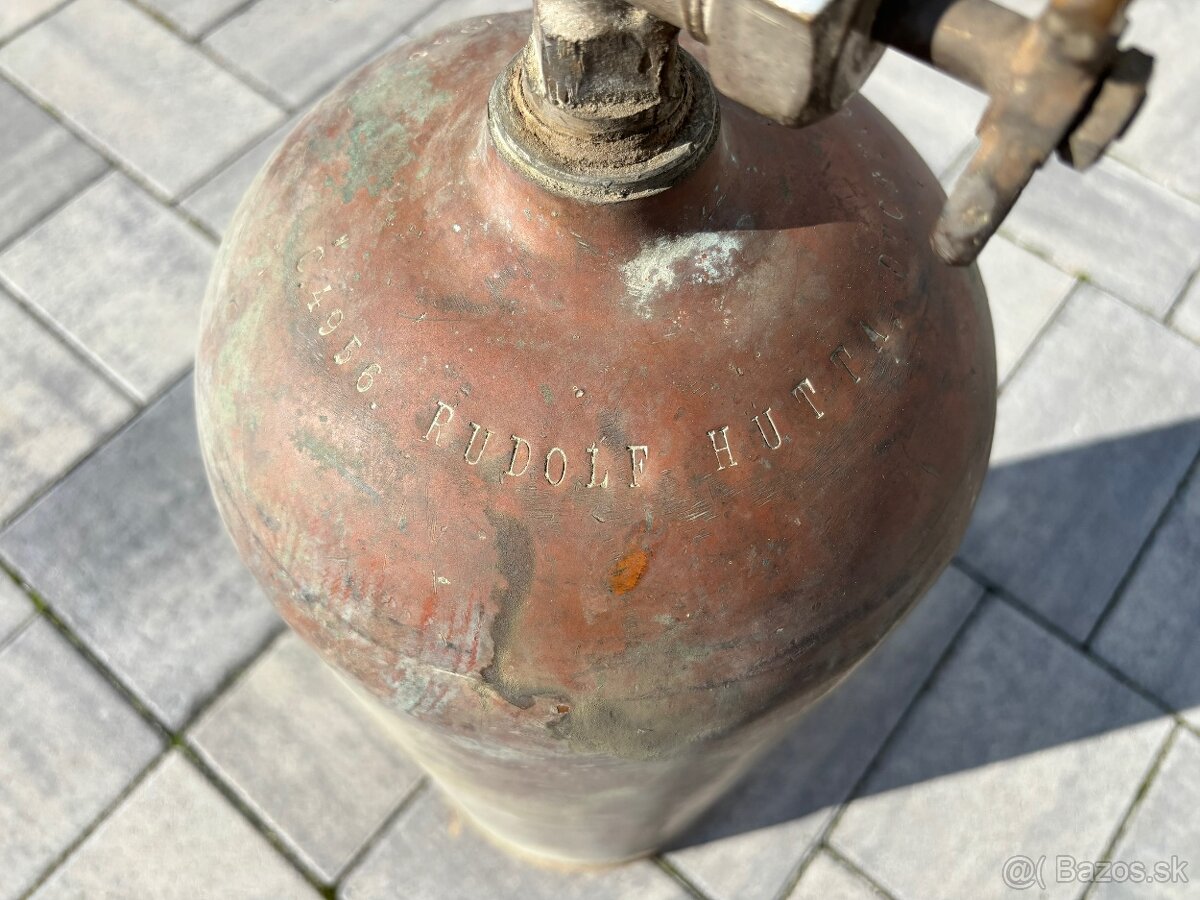 C.4956. RUDOLF HUTTA.
@( Bazos.sk